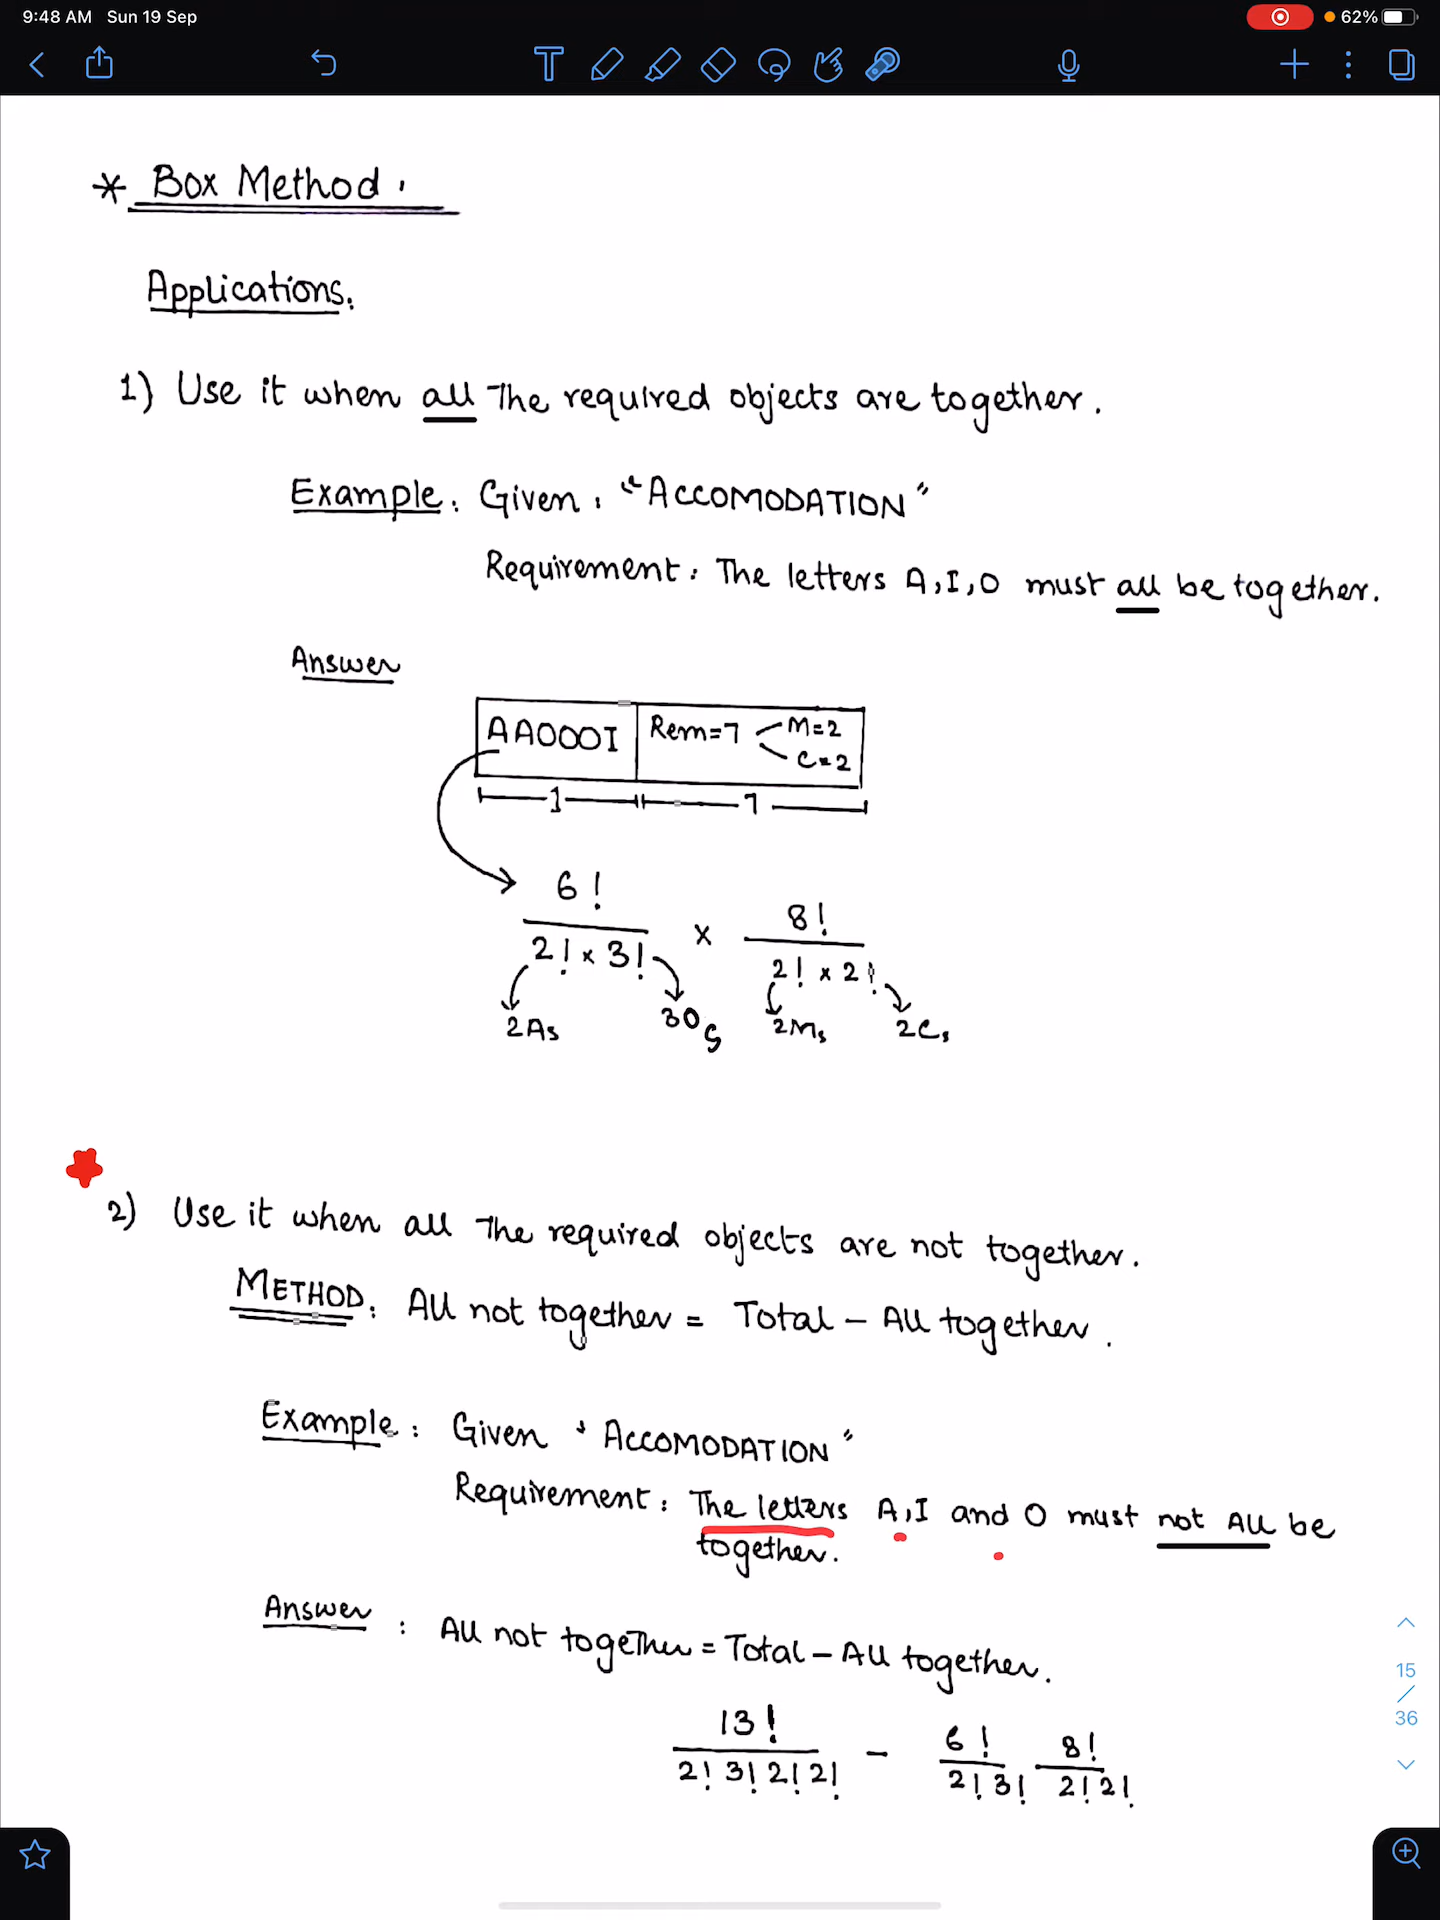 9:48 AM Sun 19 Sep 62%
* Box Method.
Applications.
1) Use it when all the required objects are together.
Example: Given: "ACCOMODATION"
Requirement: The letters A, I, O must all be together.
Answer
AAOOOI Rem=7 M=2
C=2
1 7
6! x 8!
2! x 3! 2! x 2!
2As 3Os 2Ms 2Cs
2) Use it when all the required objects are not together.
METHOD: All not together = Total - All together.
Example: Given "ACCOMODATION"
Requirement: The letters A, I and O must not All be
together.
Answer: All not together = Total - All together.
13! - 6! 8!
2! 3! 2! 2! 2! 3! 2! 2!
15
/
36